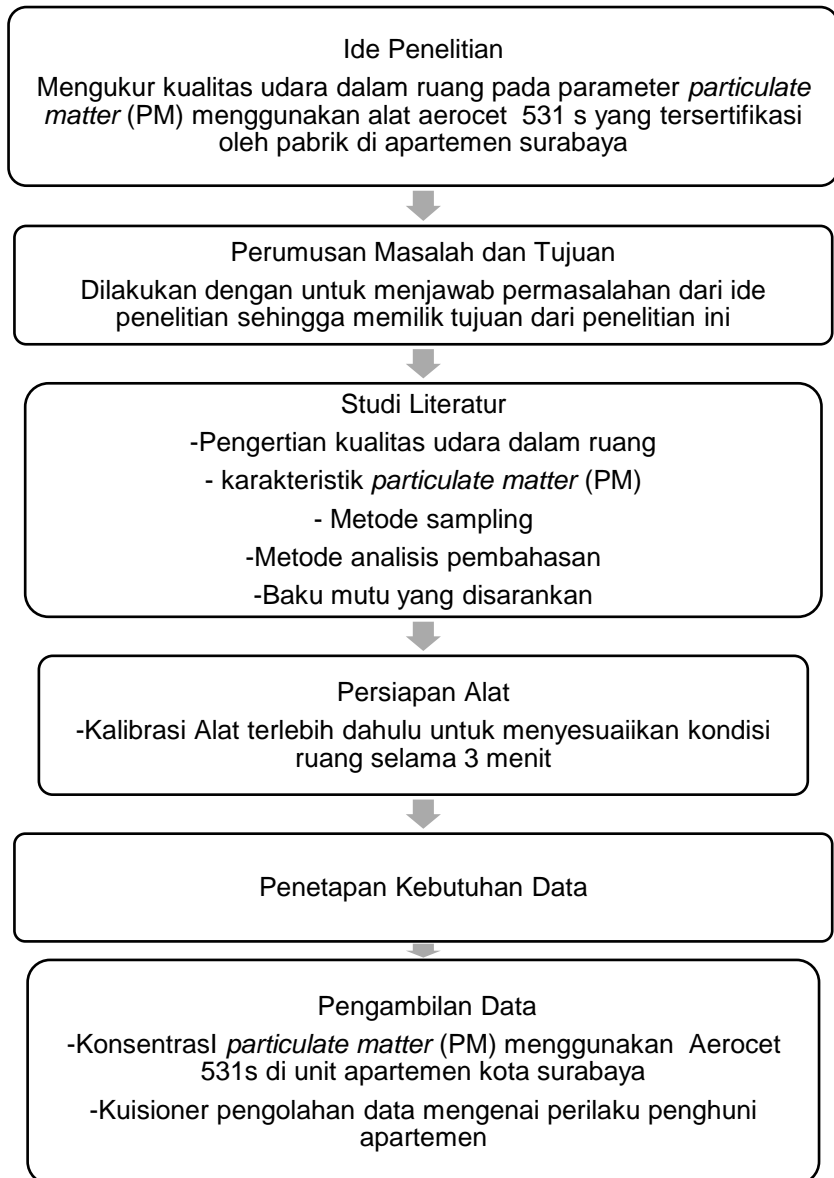 Ide Penelitian
Mengukur kualitas udara dalam ruang pada parameter particulate
matter (PM) menggunakan alat aerocet 531 s yang tersertifikasi
oleh pabrik di apartemen surabaya
Perumusan Masalah dan Tujuan
Dilakukan dengan untuk menjawab permasalahan dari ide
penelitian sehingga memilik tujuan dari penelitian ini
Studi Literatur
-Pengertian kualitas udara dalam ruang
- karakteristik particulate matter (PM)
- Metode sampling
-Metode analisis pembahasan
-Baku mutu yang disarankan
Persiapan Alat
-Kalibrasi Alat terlebih dahulu untuk menyesuaiikan kondisi
ruang selama 3 menit
Penetapan Kebutuhan Data
Pengambilan Data
-KonsentrasI particulate matter (PM) menggunakan Aerocet
531s di unit apartemen kota surabaya
-Kuisioner pengolahan data mengenai perilaku penghuni
apartemen